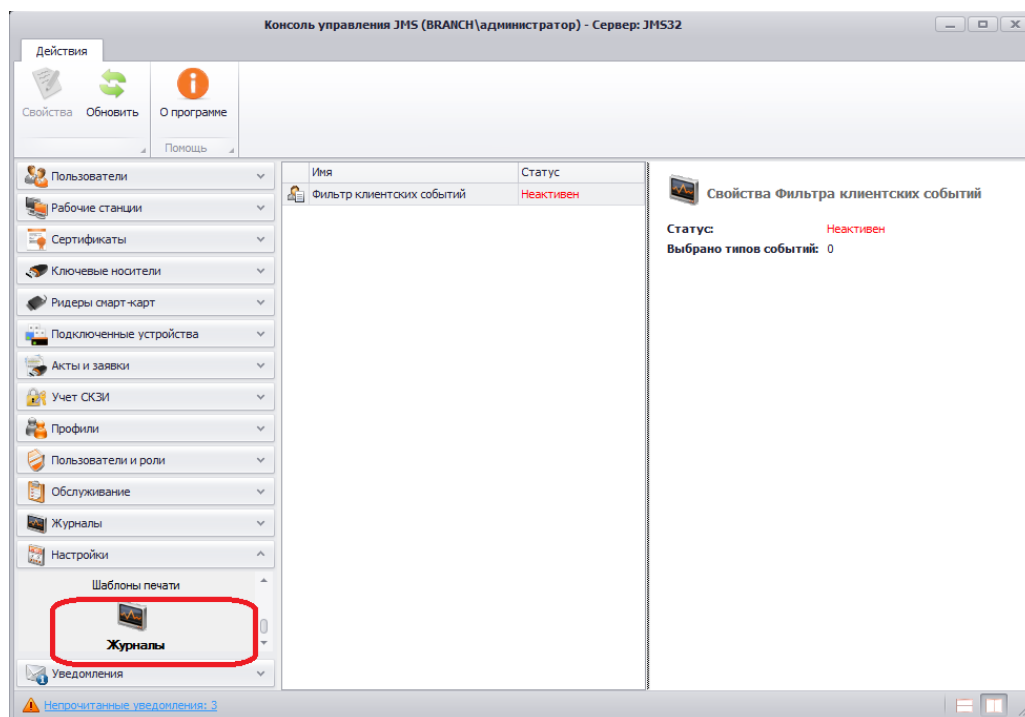 Консоль управления JMS (BRANCH\администратор) - Сервер: JMS32
Действия
Свойства
Обновить
О программе
Помощь
Пользователи
Рабочие станции
Сертификаты
Ключевые носители
Ридеры смарт-карт
Подключенные устройства
Акты и заявки
Учет СКЗИ
Профили
Пользователи и роли
Обслуживание
Журналы
Настройки
Шаблоны печати
Журналы
Уведомления
Имя Статус
Фильтр клиентских событий Неактивен
Свойства Фильтра клиентских событий
Статус: Неактивен
Выбрано типов событий: 0
Непрочитанные уведомления: 3